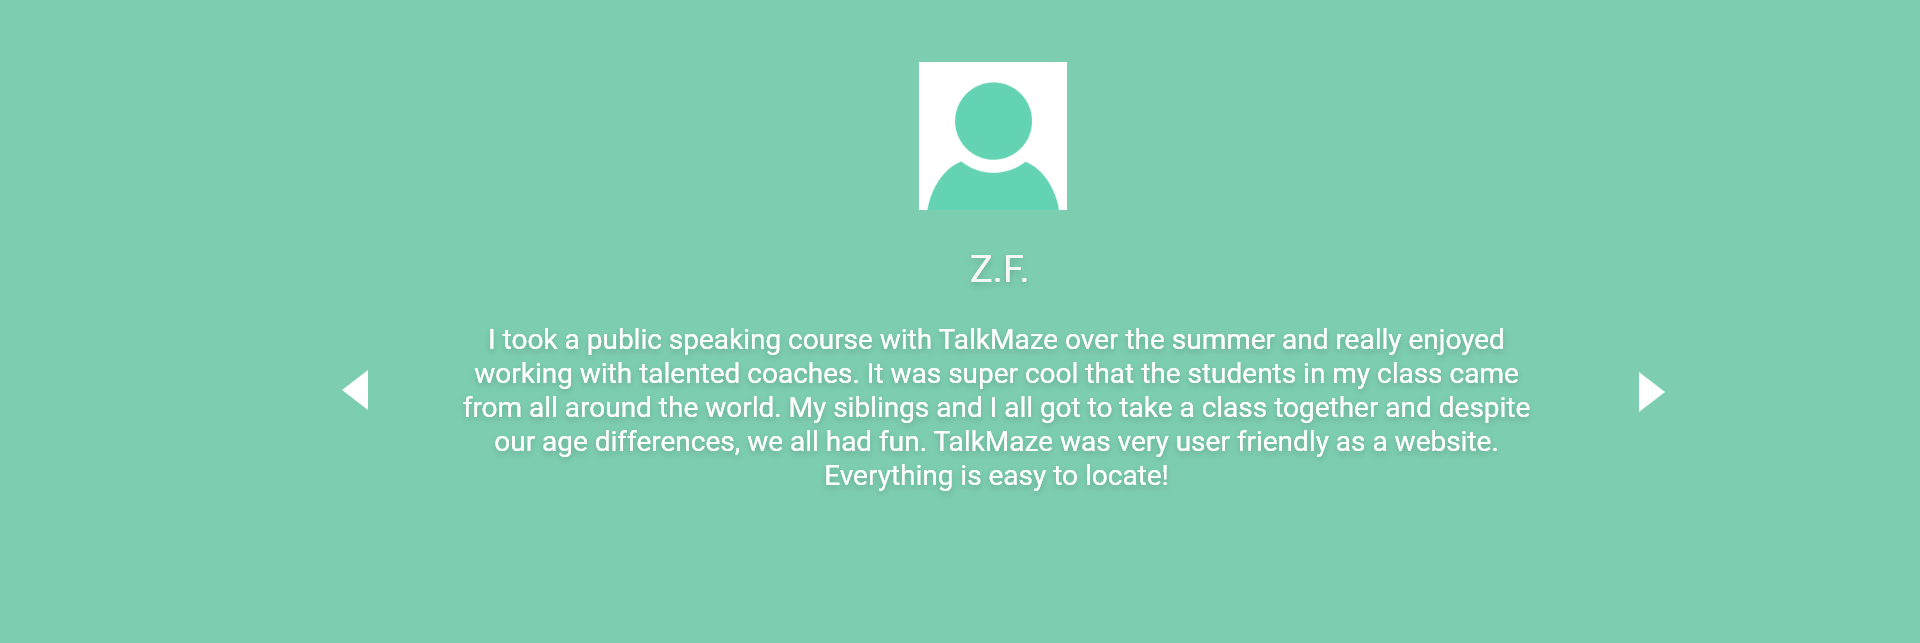 Z.F.
I took a public speaking course with TalkMaze over the summer and really enjoyed
working with talented coaches. It was super cool that the students in my class came
from all around the world. My siblings and I all got to take a class together and despite
our age differences, we all had fun. TalkMaze was very user friendly as a website.
Everything is easy to locate!